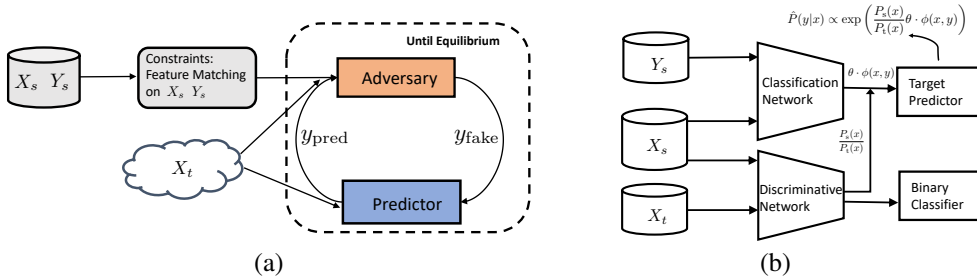 X_s Y_s
Constraints:
Feature Matching
on X_s Y_s
X_t
Until Equilibrium
Adversary
y_pred
y_fake
Predictor
(a)
P̂(y|x) ∝ exp(P_s(x)/P_t(x) θ · ϕ(x, y))
Y_s
X_s
X_t
Classification
Network
θ · ϕ(x, y)
Target
Predictor
P_s(x)/P_t(x)
Discriminative
Network
Binary
Classifier
(b)